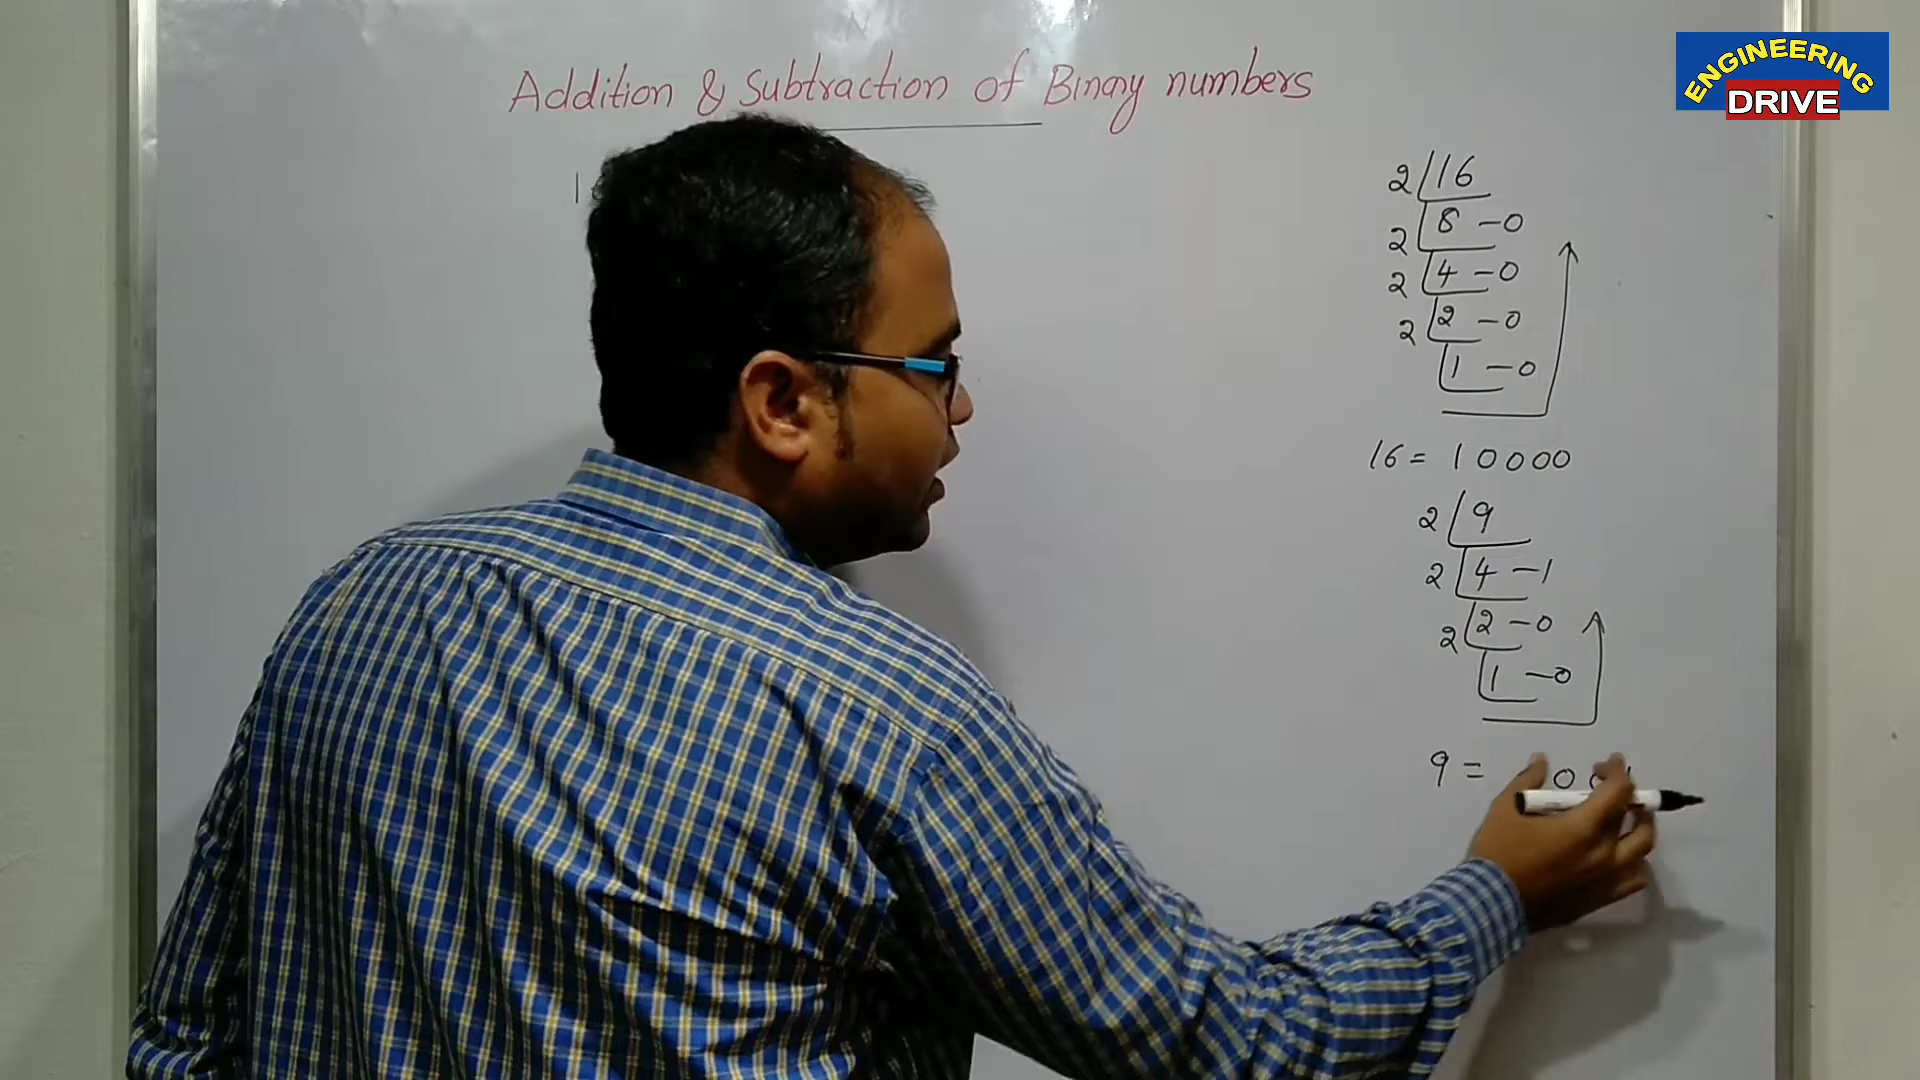 Addition & Subtraction of Binary numbers
ENGINEERING
DRIVE
2 16
2 8 - 0
2 4 - 0
2 2 - 0
1 - 0
16 = 10000
2 9
2 4 - 1
2 2 - 0
1 - 0
9 = 0